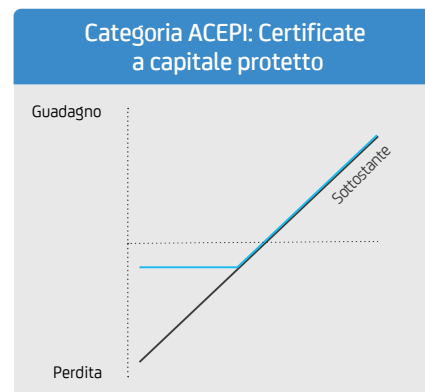 Categoria ACEPI: Certificate
a capitale protetto
Guadagno
Sottostante
Perdita